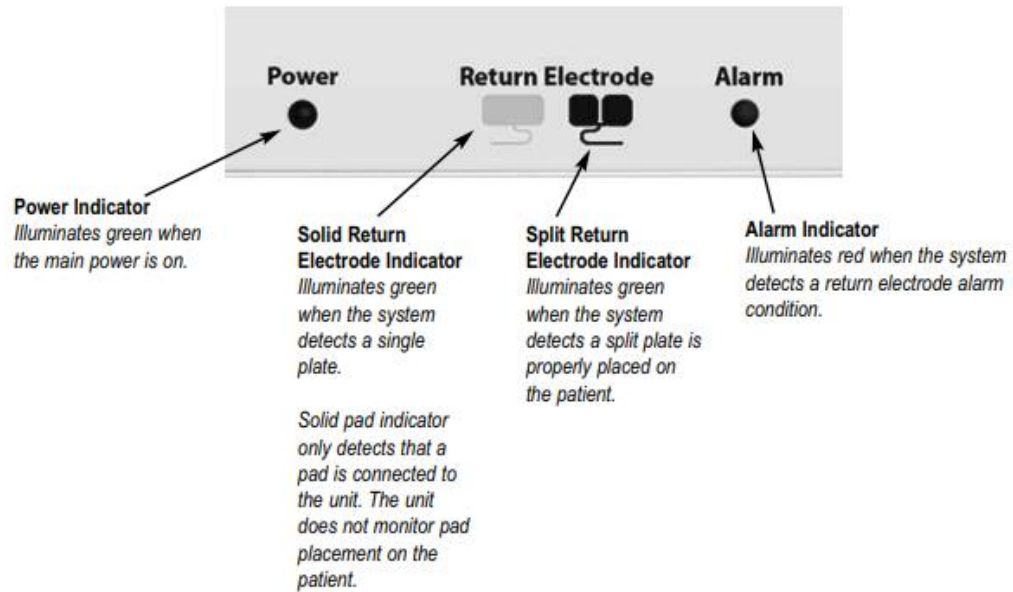 Power
Return Electrode
Alarm
Power Indicator
Illuminates green when
the main power is on.
Solid Return
Electrode Indicator
Illuminates green
when the system
detects a single
plate.
Solid pad indicator
only detects that a
pad is connected to
the unit. The unit
does not monitor pad
placement on the
patient.
Split Return
Electrode Indicator
Illuminates green
when the system
detects a split plate is
properly placed on
the patient.
Alarm Indicator
Illuminates red when the system
detects a return electrode alarm
condition.